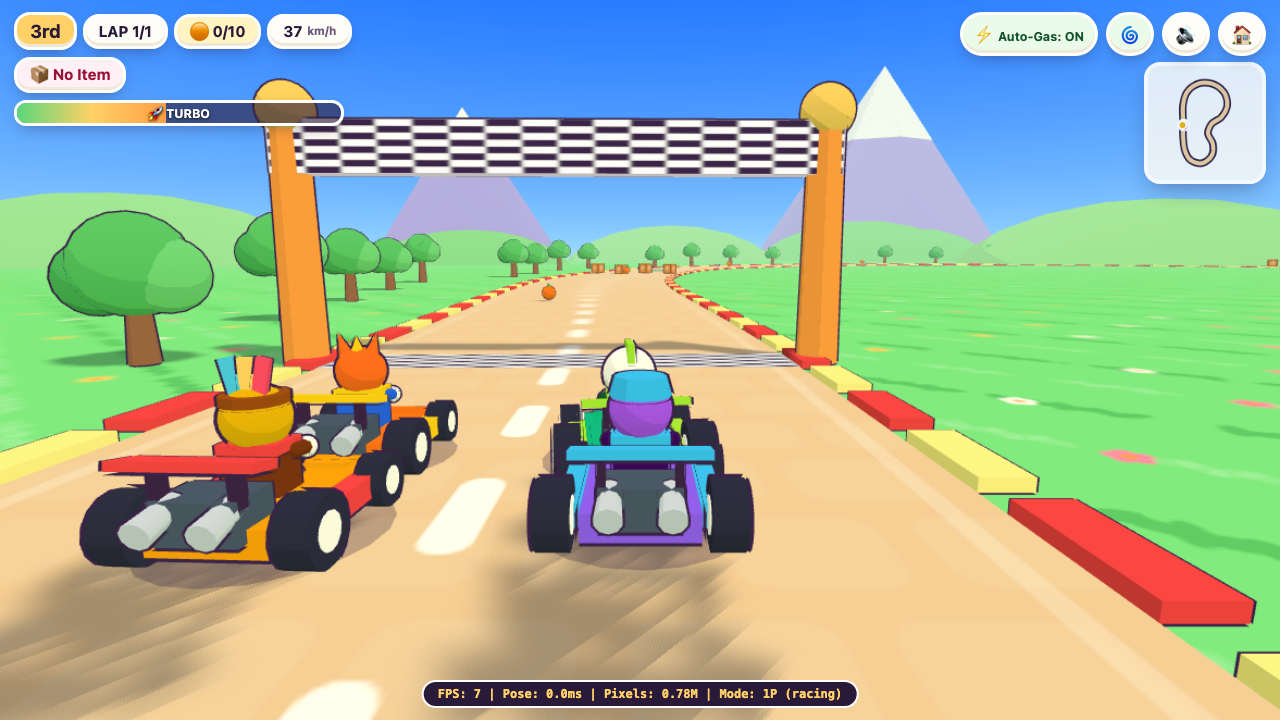 3rd
LAP 1/1
0/10
37 km/h
Auto-Gas: ON
No Item
TURBO
FPS: 7 | Pose: 0.0ms | Pixels: 0.78M | Mode: 1P (racing)